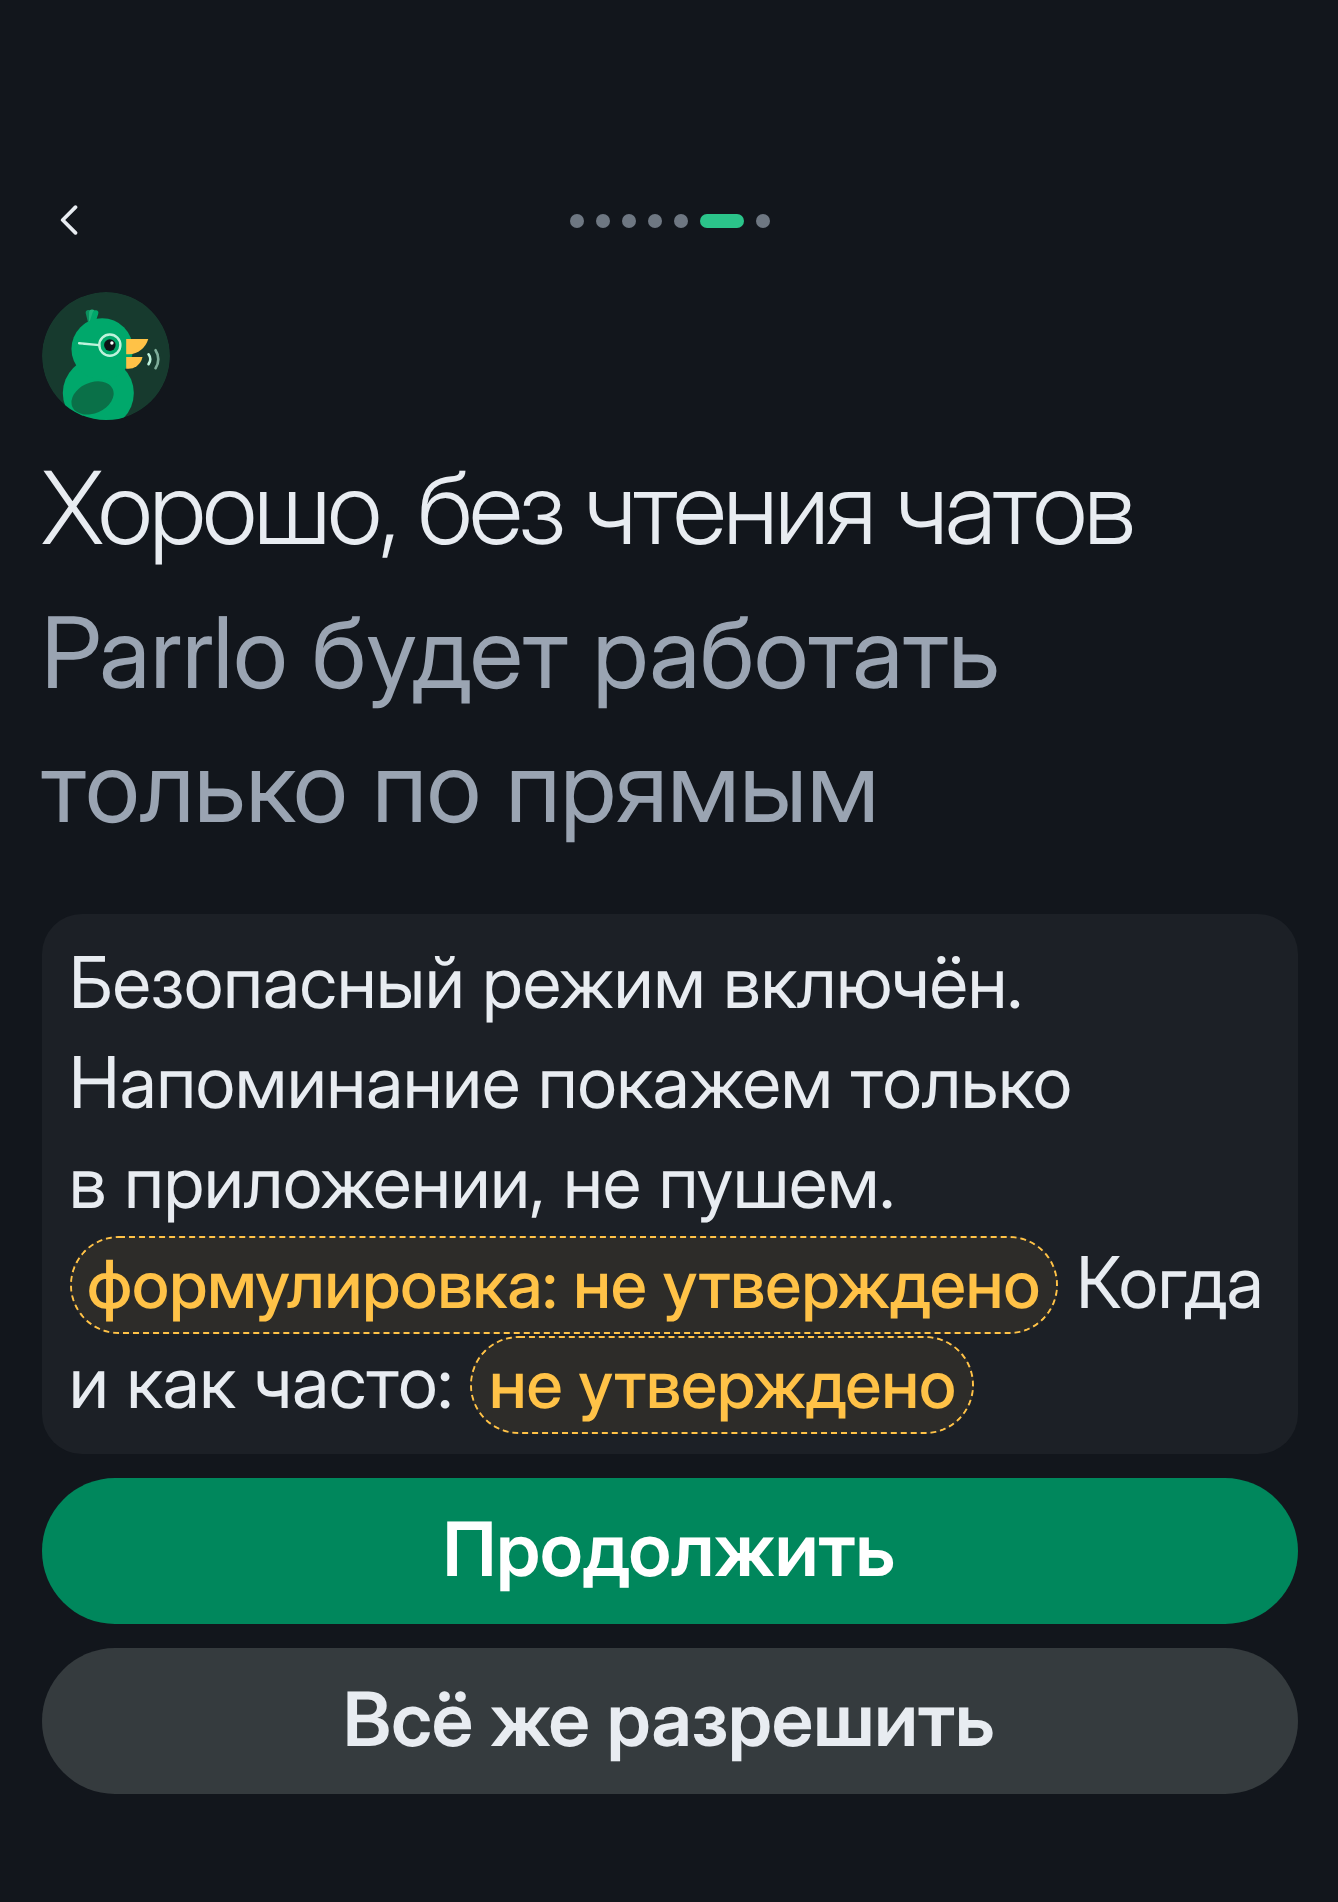 Хорошо, без чтения чатов
Parrlo будет работать
только по прямым
Безопасный режим включён.
Напоминание покажем только
в приложении, не пушем.
формулировка: не утверждено Когда
и как часто: не утверждено
Продолжить
Всё же разрешить